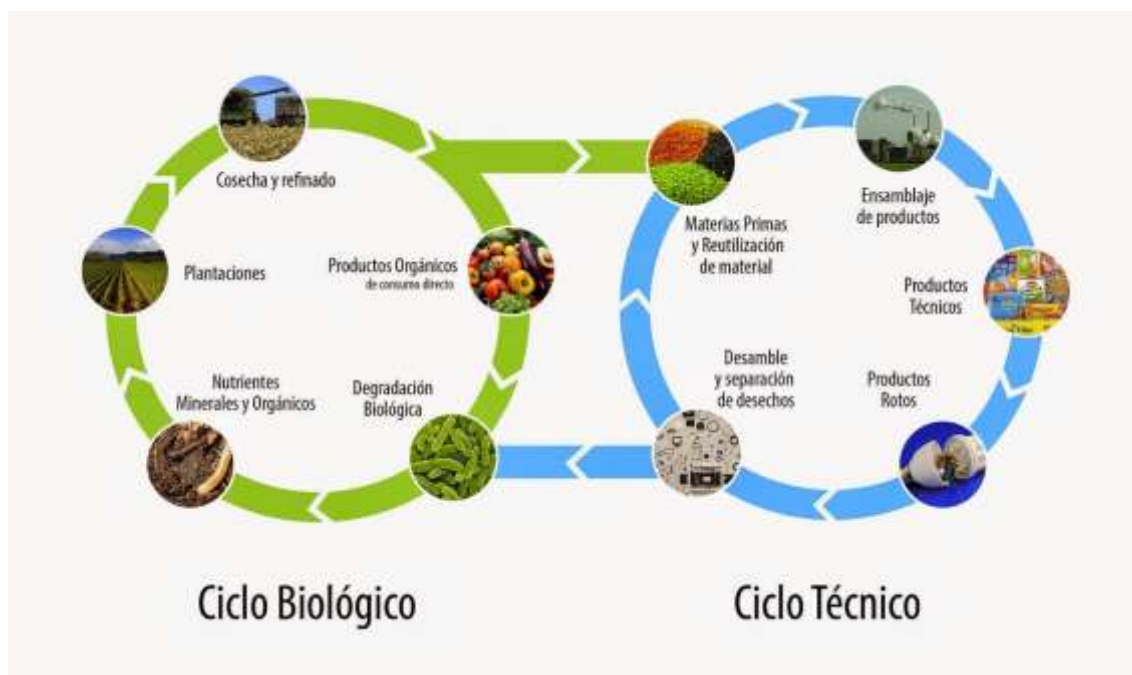 Cosecha y refinado
Plantaciones
Productos Orgánicos
de consumo directo
Nutrientes
Minerales y Orgánicos
Degradación
Biológica
Materias Primas
y Reutilización
de material
Ensamblaje
de productos
Productos
Técnicos
Desamble
y separación
de desechos
Productos
Rotos
Ciclo Biológico
Ciclo Técnico